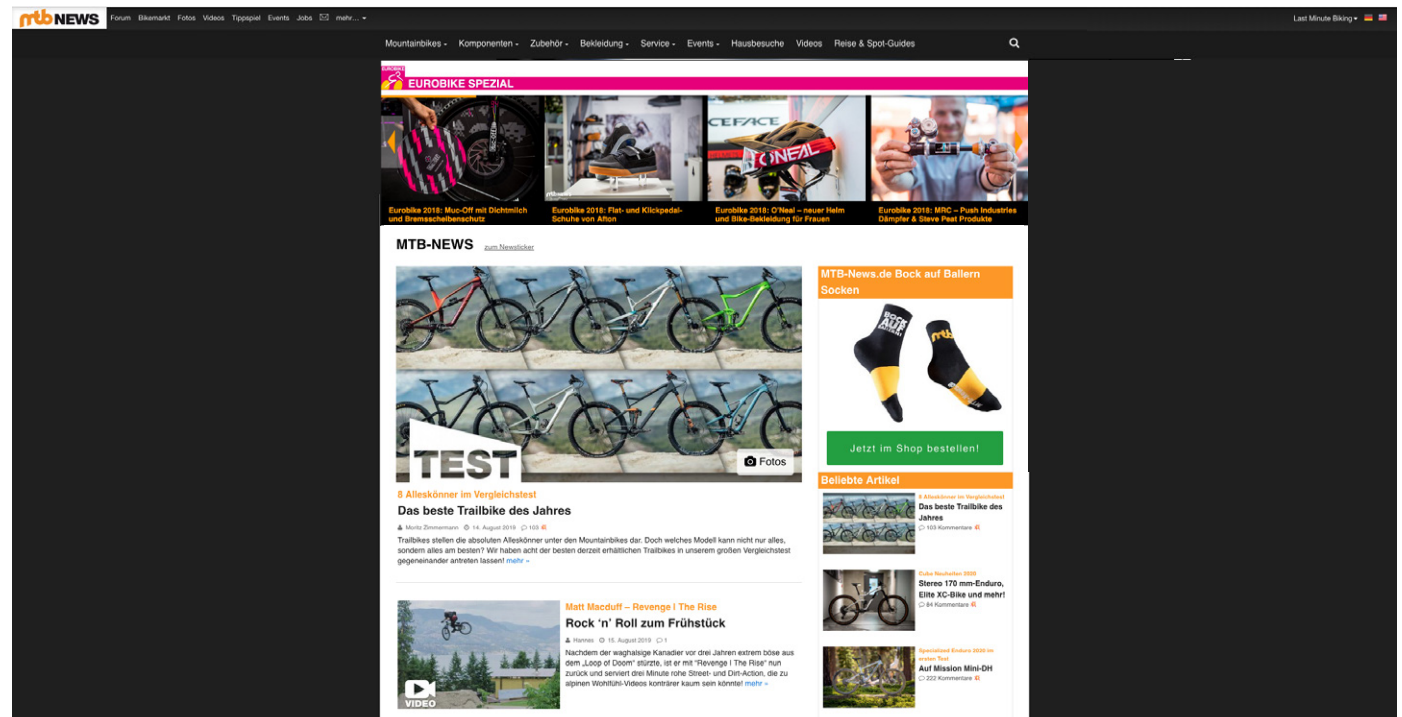 mtb NEWS Forum Bikemarkt Fotos Videos Tippspiel Events Jobs mehr... Last Minute Biking
Mountainbikes Komponenten Zubehör Bekleidung Service Events Hausbesuche Videos Reise & Spot-Guides
EUROBIKE
EUROBIKE SPEZIAL
MUC-OFF
CEFACE
ONEAL
Eurobike 2018: Muc-Off mit Dichtmilch
und Bremsscheibenschutz
Eurobike 2018: Flat- und Klickpedal-
Schuhe von Afton
Eurobike 2018: O'Neal – neuer Helm
und Bike-Bekleidung für Frauen
Eurobike 2018: MRC – Push Industries
Dämpfer & Steve Peat Produkte
MTB-NEWS zum Newsticker
TEST
Fotos
8 Alleskönner im Vergleichstest
Das beste Trailbike des Jahres
Moritz Zimmermann 14. August 2019 103
Trailbikes stellen die absoluten Alleskönner unter den Mountainbikes dar. Doch welches Modell kann nicht nur alles,
sondern alles am besten? Wir haben acht der besten derzeit erhältlichen Trailbikes in unserem großen Vergleichstest
gegeneinander antreten lassen! mehr »
VIDEO
Matt Macduff – Revenge I The Rise
Rock 'n' Roll zum Frühstück
Hannes 15. August 2019 1
Nachdem der waghalsige Kanadier vor drei Jahren extrem böse aus
dem „Loop of Doom" stürzte, ist er mit "Revenge I The Rise" nun
zurück und serviert drei Minute rohe Street- und Dirt-Action, die zu
alpinen Wohlfühl-Videos konträrer kaum sein könnte! mehr »
MTB-News.de Bock auf Ballern
Socken
BOCK
AUF
BALLERN
mtb
Jetzt im Shop bestellen!
Beliebte Artikel
8 Alleskönner im Vergleichstest
Das beste Trailbike des
Jahres
103 Kommentare
Cube Neuheiten 2020
Stereo 170 mm-Enduro,
Elite XC-Bike und mehr!
84 Kommentare
Specialized Enduro 2020 im
ersten Test
Auf Mission Mini-DH
222 Kommentare